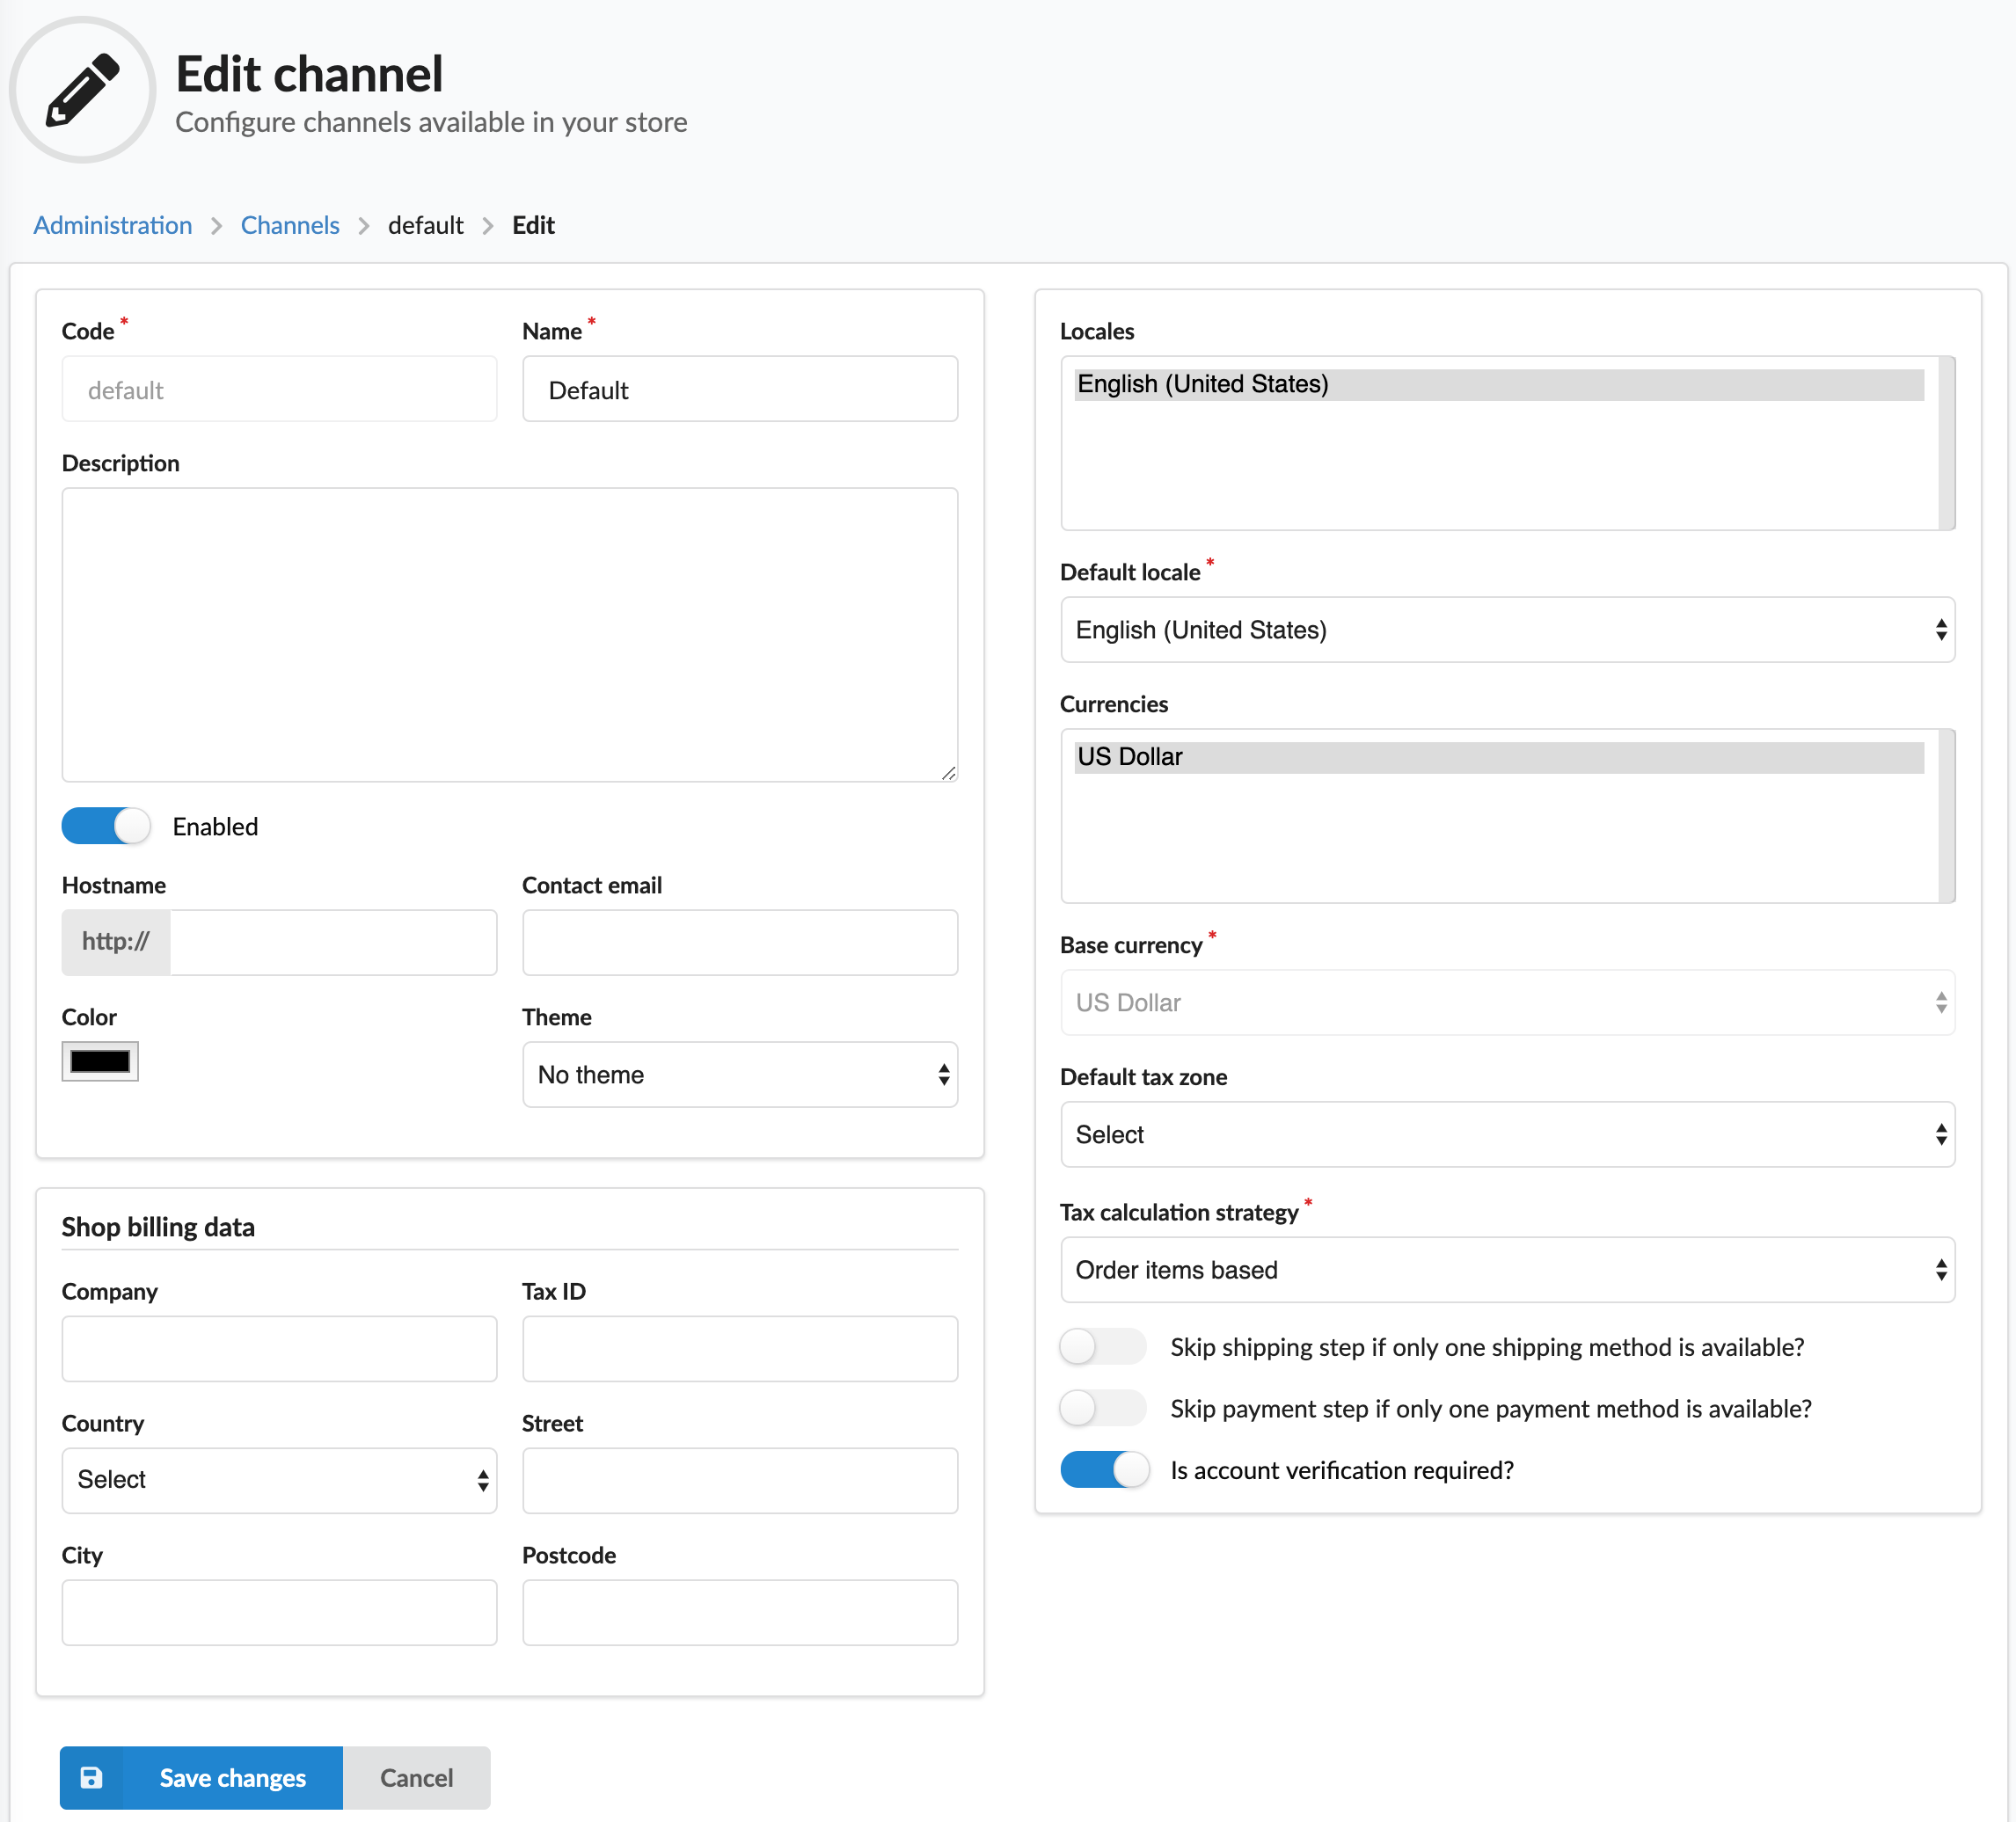 Edit channel
Configure channels available in your store
Administration > Channels > default > Edit
Code *
Name *
default
Default
Description
Enabled
Hostname
Contact email
http://
Color
Theme
No theme
Shop billing data
Company
Tax ID
Country
Street
Select
City
Postcode
Save changes
Cancel
Locales
English (United States)
Default locale *
English (United States)
Currencies
US Dollar
Base currency *
US Dollar
Default tax zone
Select
Tax calculation strategy *
Order items based
Skip shipping step if only one shipping method is available?
Skip payment step if only one payment method is available?
Is account verification required?